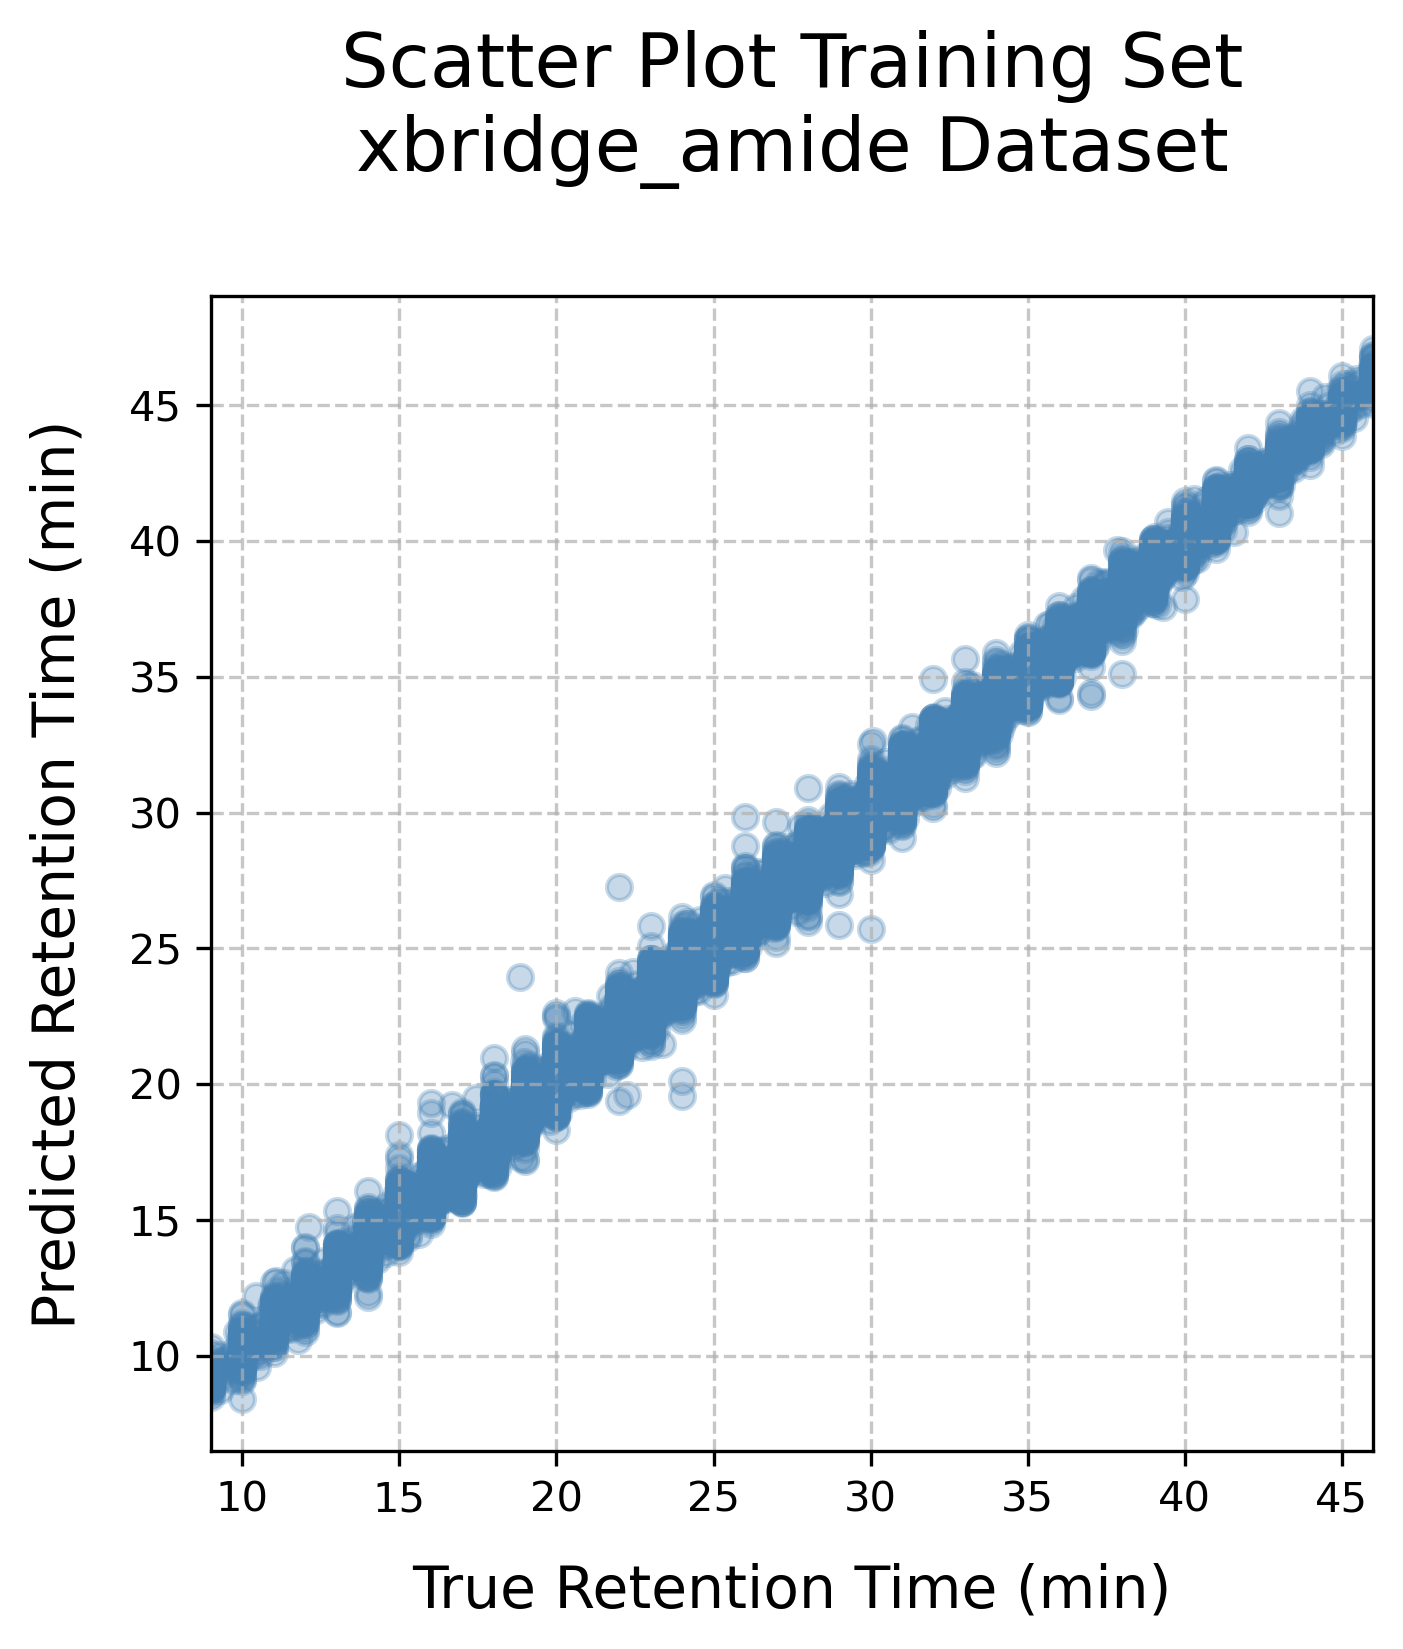 Scatter Plot Training Set
xbridge_amide Dataset
Predicted Retention Time (min)
45
40
35
30
25
20
15
10
10 15 20 25 30 35 40 45
True Retention Time (min)